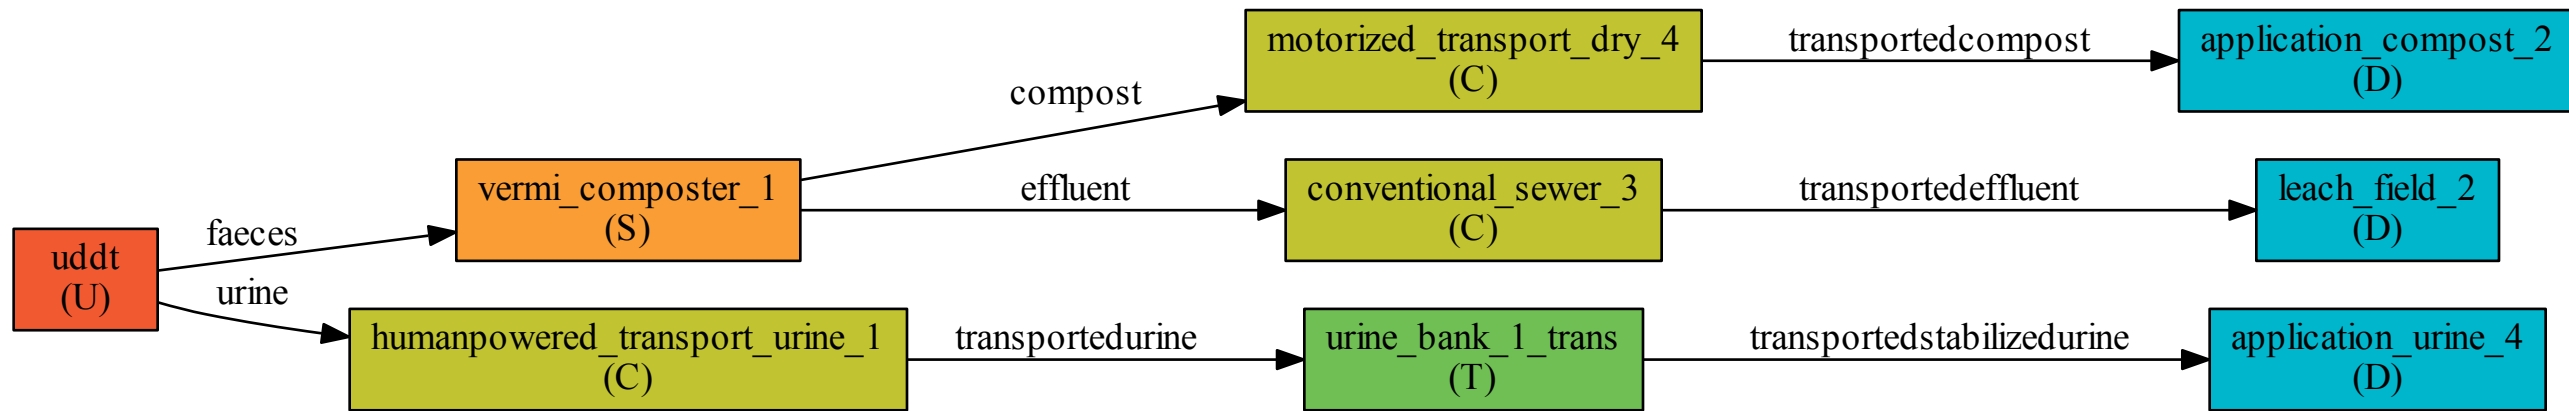 motorized_transport_dry_4
(C)
transportedcompost
application_compost_2
(D)
compost
vermi_composter_1
(S)
effluent
conventional_sewer_3
(C)
transportedeffluent
leach_field_2
(D)
uddt
(U)
faeces
urine
humanpowered_transport_urine_1
(C)
transportedurine
urine_bank_1_trans
(T)
transportedstabilizedurine
application_urine_4
(D)